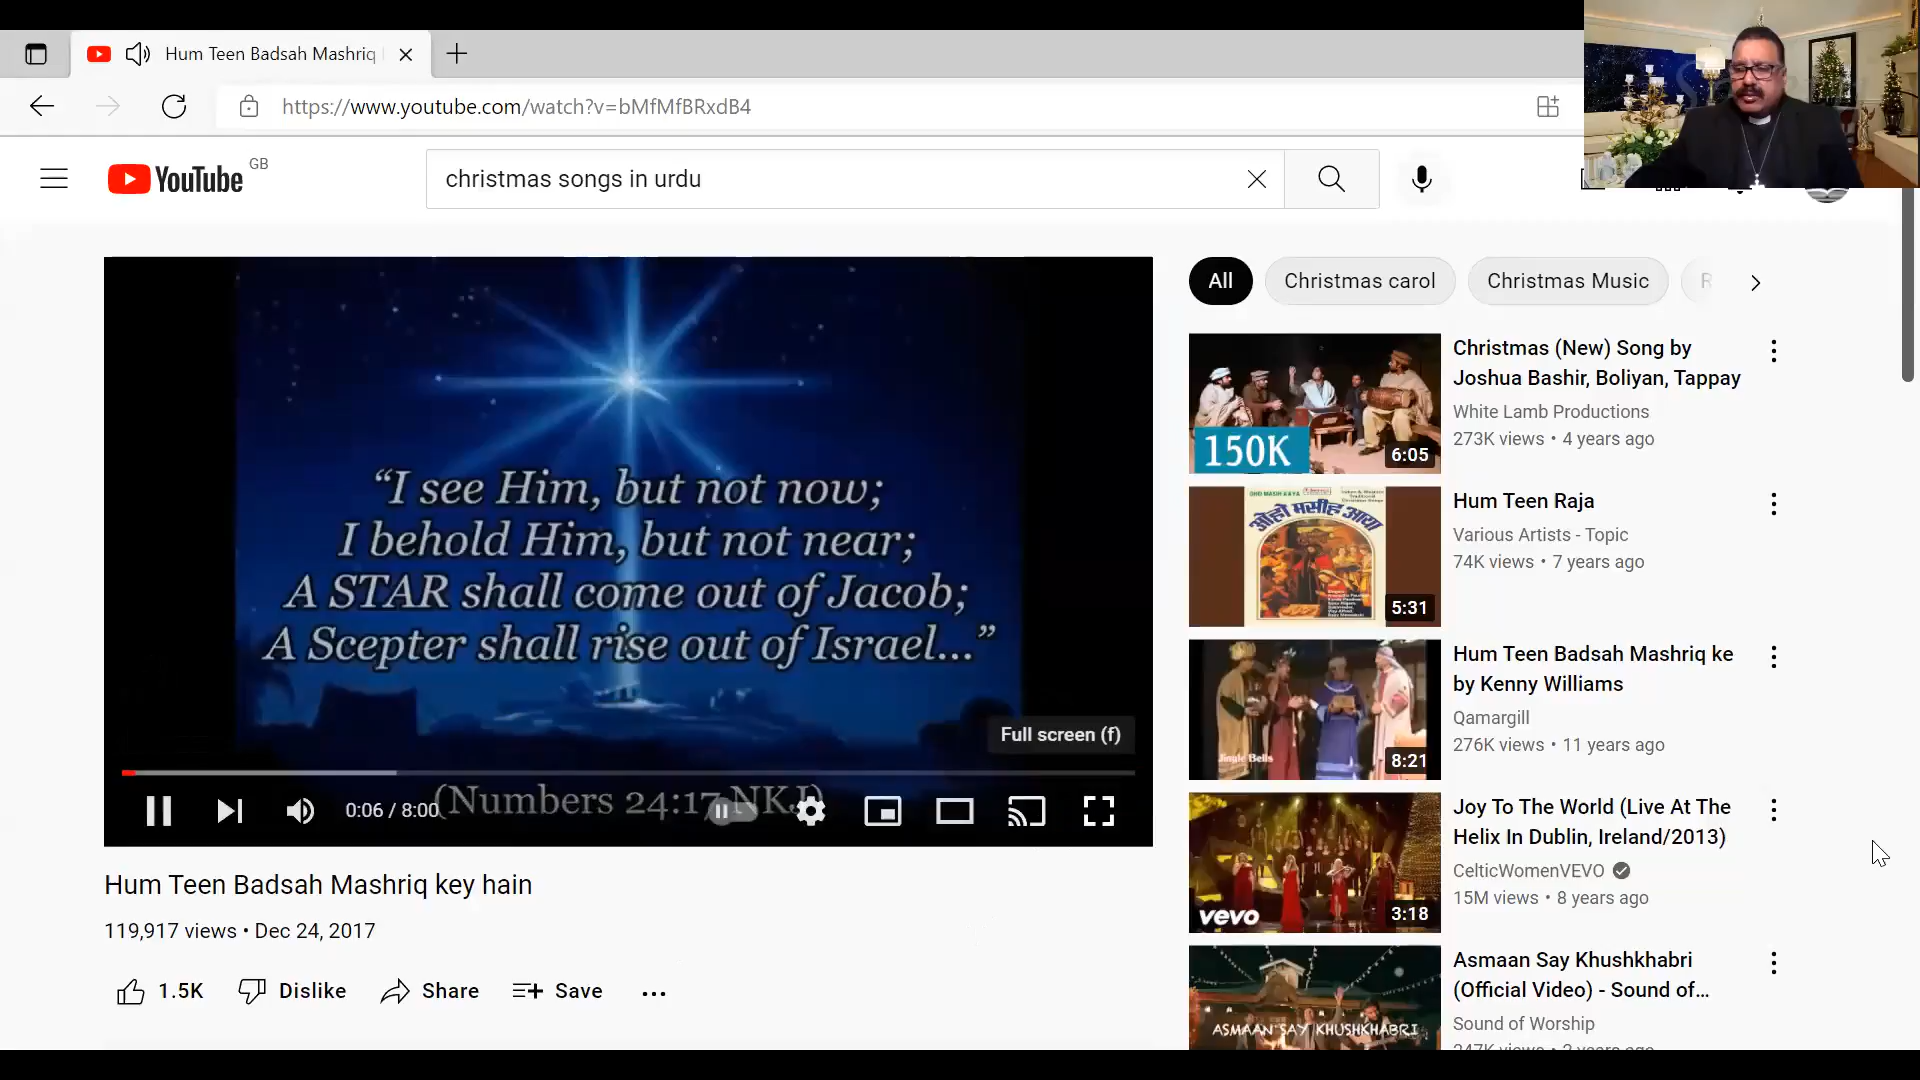 Hum Teen Badsah Mashriq
https://www.youtube.com/watch?v=bMfMfBRxdB4
YouTube GB
christmas songs in urdu
“I see Him, but not now;
I behold Him, but not near;
A STAR shall come out of Jacob;
A Scepter shall rise out of Israel...”
Full screen (f)
(Numbers 24:17 NKJ)
0:06 / 8:00
Hum Teen Badsah Mashriq key hain
119,917 views • Dec 24, 2017
1.5K Dislike Share Save
All Christmas carol Christmas Music R
150K
6:05
Christmas (New) Song by
Joshua Bashir, Boliyan, Tappay
White Lamb Productions
273K views • 4 years ago
ओहो मसीह आया
5:31
Hum Teen Raja
Various Artists - Topic
74K views • 7 years ago
Jingle Bells
8:21
Hum Teen Badsah Mashriq ke
by Kenny Williams
Qamargill
276K views • 11 years ago
vevo
3:18
Joy To The World (Live At The
Helix In Dublin, Ireland/2013)
CelticWomenVEVO
15M views • 8 years ago
ASMAAN SAY KHUSHKHABRI
Asmaan Say Khushkhabri
(Official Video) - Sound of...
Sound of Worship